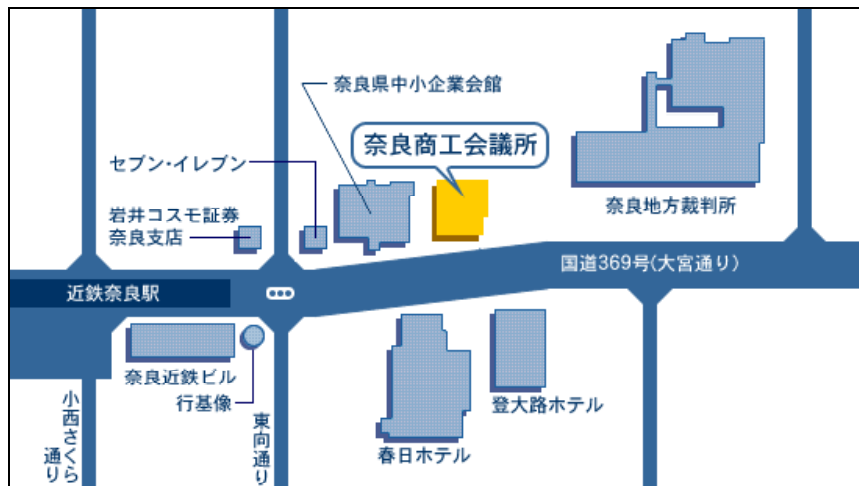 奈良県中小企業会館
奈良商工会議所
セブン・イレブン
岩井コスモ証券
奈良支店
奈良地方裁判所
国道369号(大宮通り)
近鉄奈良駅
奈良近鉄ビル
行基像
登大路ホテル
春日ホテル
小西さくら
通り
東向通り